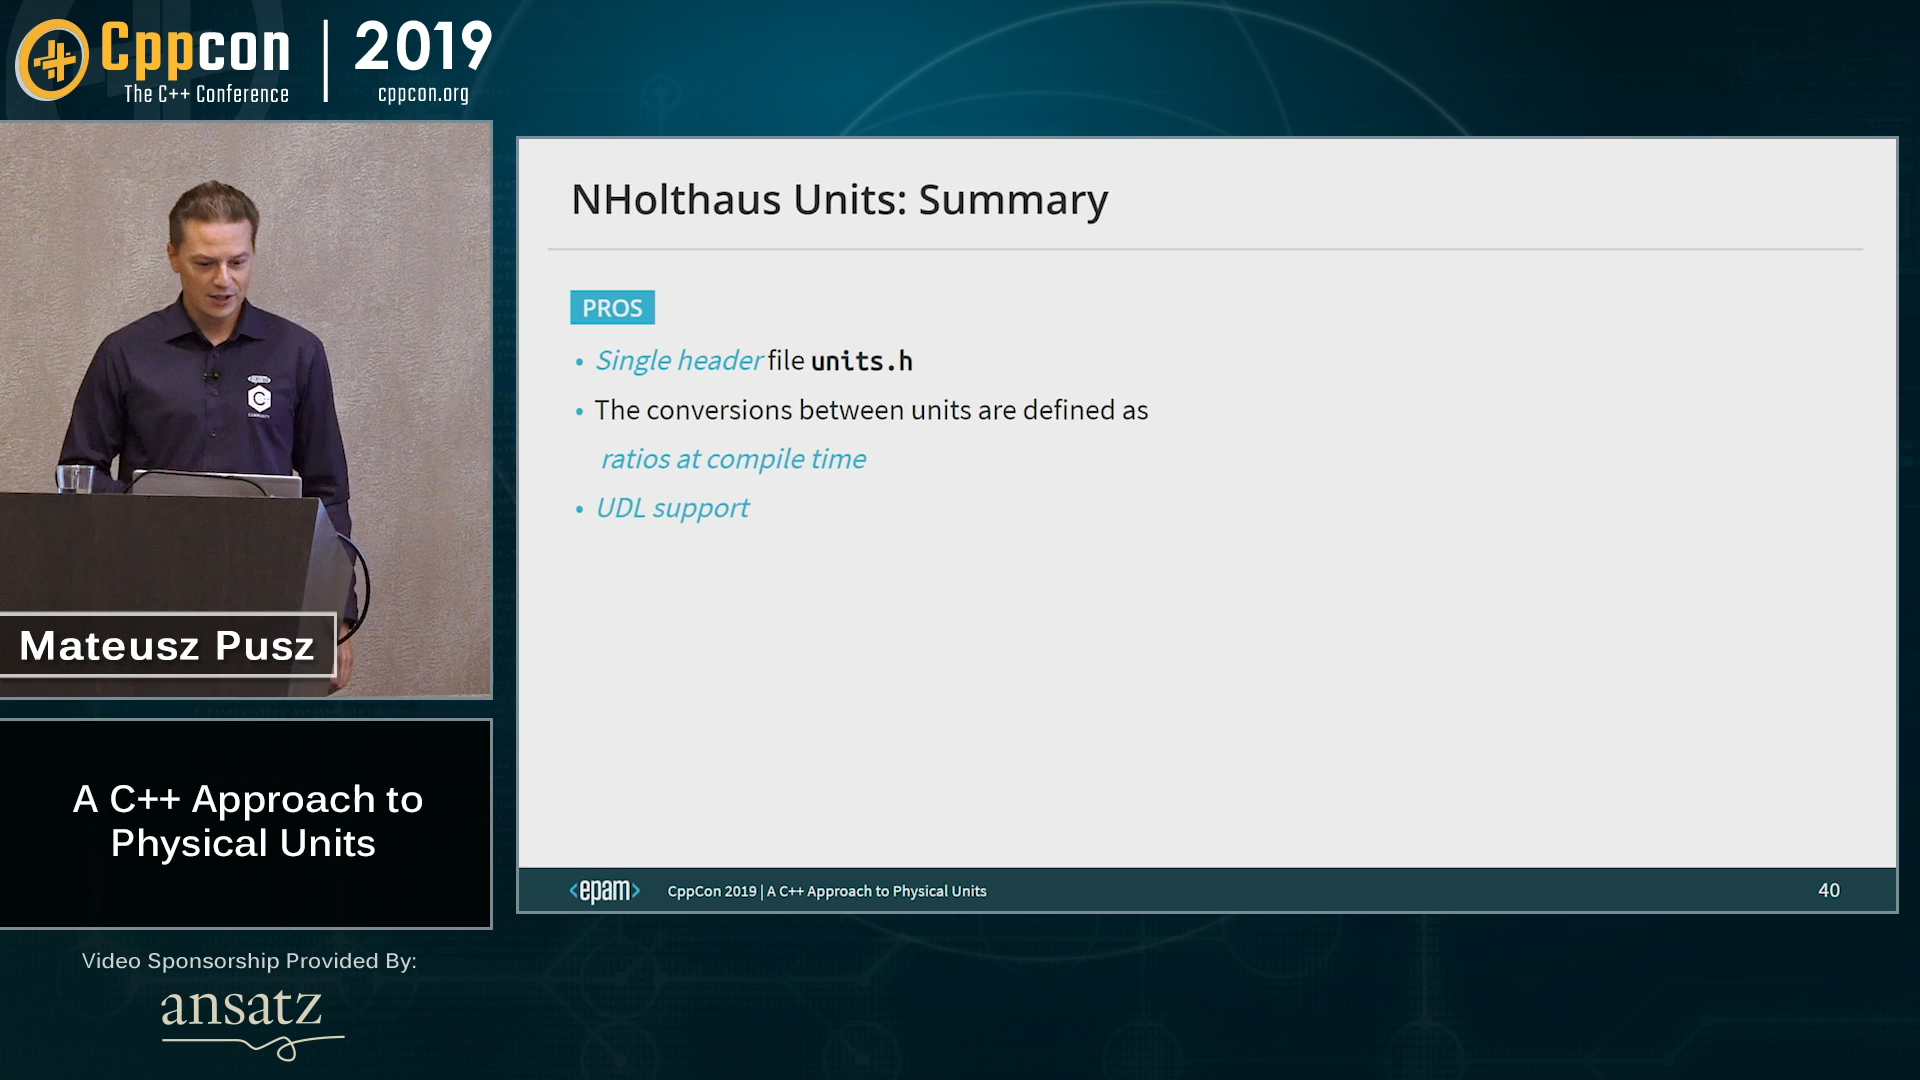 Cppcon
The C++ Conference
2019
cppcon.org
Mateusz Pusz
A C++ Approach to
Physical Units
Video Sponsorship Provided By:
ansatz
NHolthaus Units: Summary
PROS
• Single header file units.h
• The conversions between units are defined as
ratios at compile time
• UDL support
<epam>
CppCon 2019 | A C++ Approach to Physical Units
40